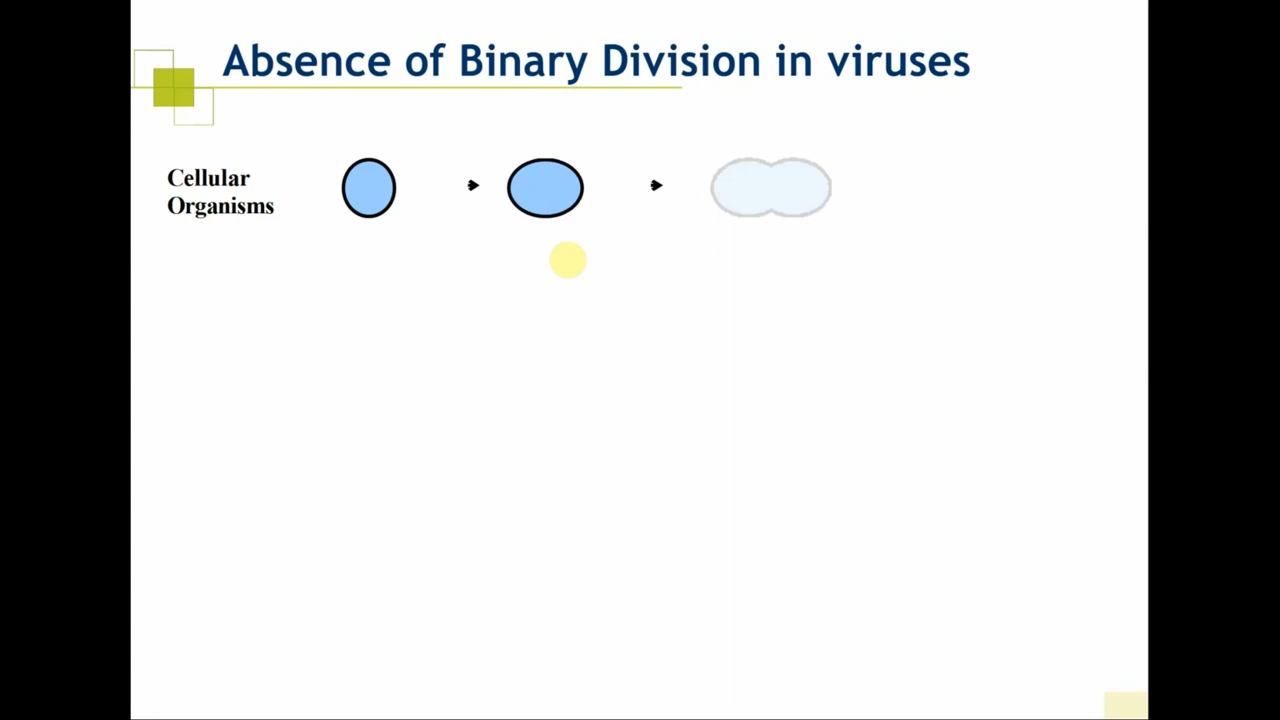 Absence of Binary Division in viruses
Cellular
Organisms